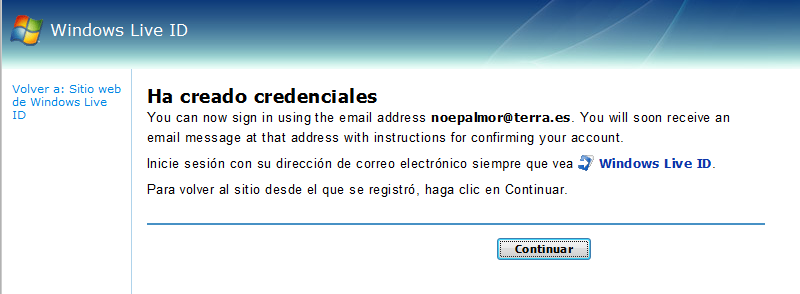 Windows Live ID
Volver a: Sitio web
de Windows Live
ID
Ha creado credenciales
You can now sign in using the email address noepalmor@terra.es. You will soon receive an
email message at that address with instructions for confirming your account.
Inicie sesión con su dirección de correo electrónico siempre que vea Windows Live ID.
Para volver al sitio desde el que se registró, haga clic en Continuar.
Continuar